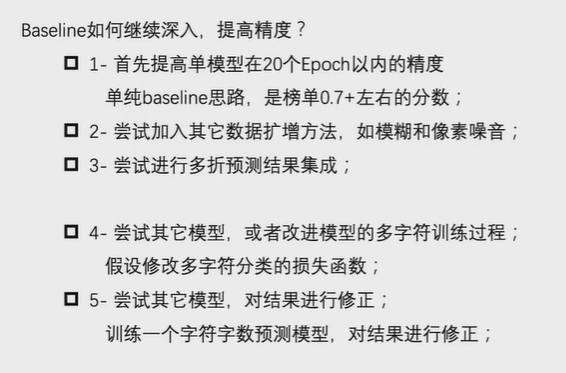 Baseline如何继续深入，提高精度？
1- 首先提高单模型在20个Epoch以内的精度
单纯baseline思路，是榜单0.7+左右的分数；
2- 尝试加入其它数据扩增方法，如模糊和像素噪音；
3- 尝试进行多折预测结果集成；
4- 尝试其它模型，或者改进模型的多字符训练过程；
假设修改多字符分类的损失函数；
5- 尝试其它模型，对结果进行修正；
训练一个字符字数预测模型，对结果进行修正；